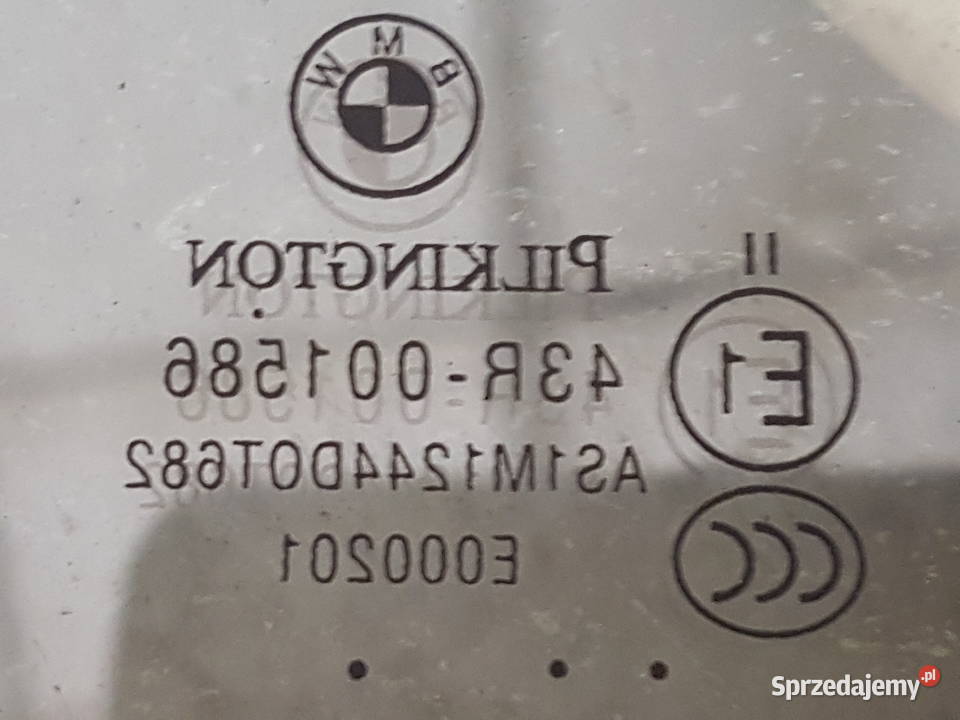 BMW
II
PILKINGTON
E1
43R-001586
AS1M1244DOT682
CCC
E000201
Sprzedajemy.pl